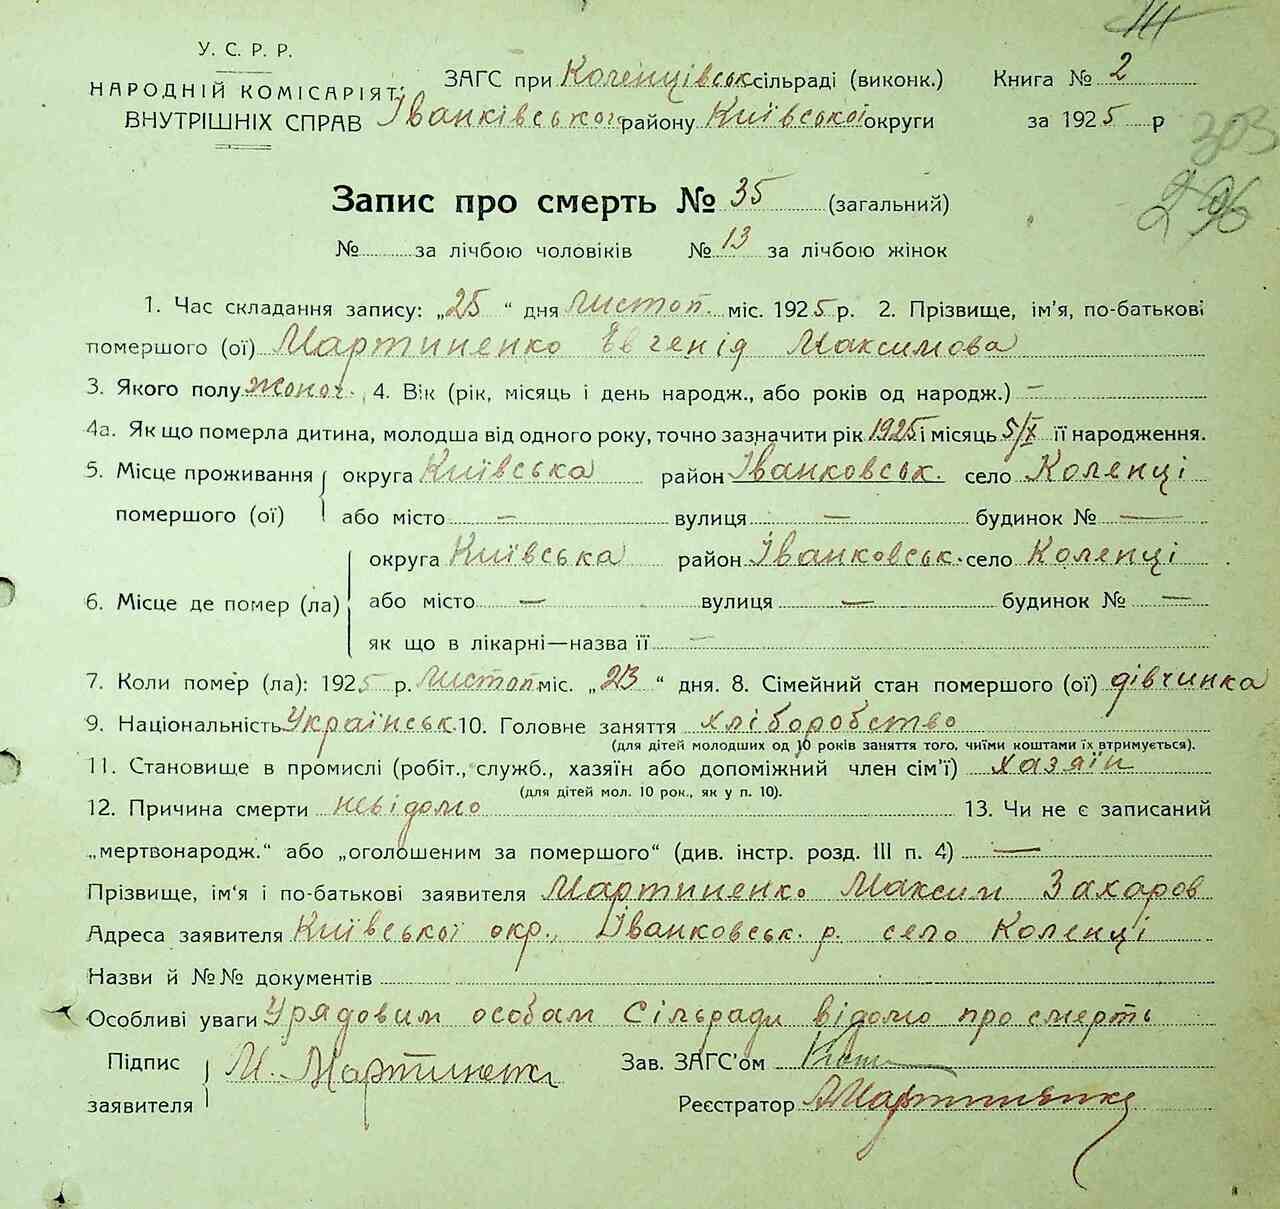 У. С. Р. Р.
НАРОДНІЙ КОМІСАРІЯТ
ВНУТРІШНІХ СПРАВ
ЗАГС при Коленцівськ сільраді (виконк.) Книга № 2
Іванківського району Київської округи за 1925 р
303
296
Запис про смерть № 35 (загальний)
№ за лічбою чоловіків № 13 за лічбою жінок
1. Час складання запису: „25 “ дня листоп. міс. 1925 р. 2. Прізвище, ім'я, по-батькові
помершого (ої) Мартиненко Евгенія Максимова
3. Якого полу жоноч. 4. Вік (рік, місяць і день народж., або років од народж.) —
4а. Як що померла дитина, молодша від одного року, точно зазначити рік 1925 і місяць 5/X її народження.
5. Місце проживання округа Київська район Іванковськ. село Коленці
помершого (ої) або місто — вулиця — будинок № —
округа Київська район Іванковськ. село Коленці
6. Місце де помер (ла) або місто — вулиця — будинок № —
як що в лікарні—назва її —
7. Коли помер (ла): 1925 р. листоп міс. „23 “ дня. 8. Сімейний стан помершого (ої) дівчинка
9. Національність Українськ. 10. Головне заняття хліборобство
(для дітей молодших од 10 років заняття того, чиїми коштами їх втримується).
11. Становище в промислі (робіт., служб., хазяїн або допоміжний член сім'ї) хазяїн
(для дітей мол. 10 рок., як у п. 10).
12. Причина смерти невідомо 13. Чи не є записаний
„мертвонародж.“ або „оголошеним за помершого“ (див. інстр. розд. III п. 4) —
Прізвище, ім'я і по-батькові заявителя Мартиненко Максим Захаров
Адреса заявителя Київської окр., Іванковськ. р. село Коленці
Назви й №№ документів
Особливі уваги Урядовим особам Сільради відомо про смерть
Підпис М. Мартиненко Зав. ЗАГС'ом
заявителя Реєстратор Мартиненко